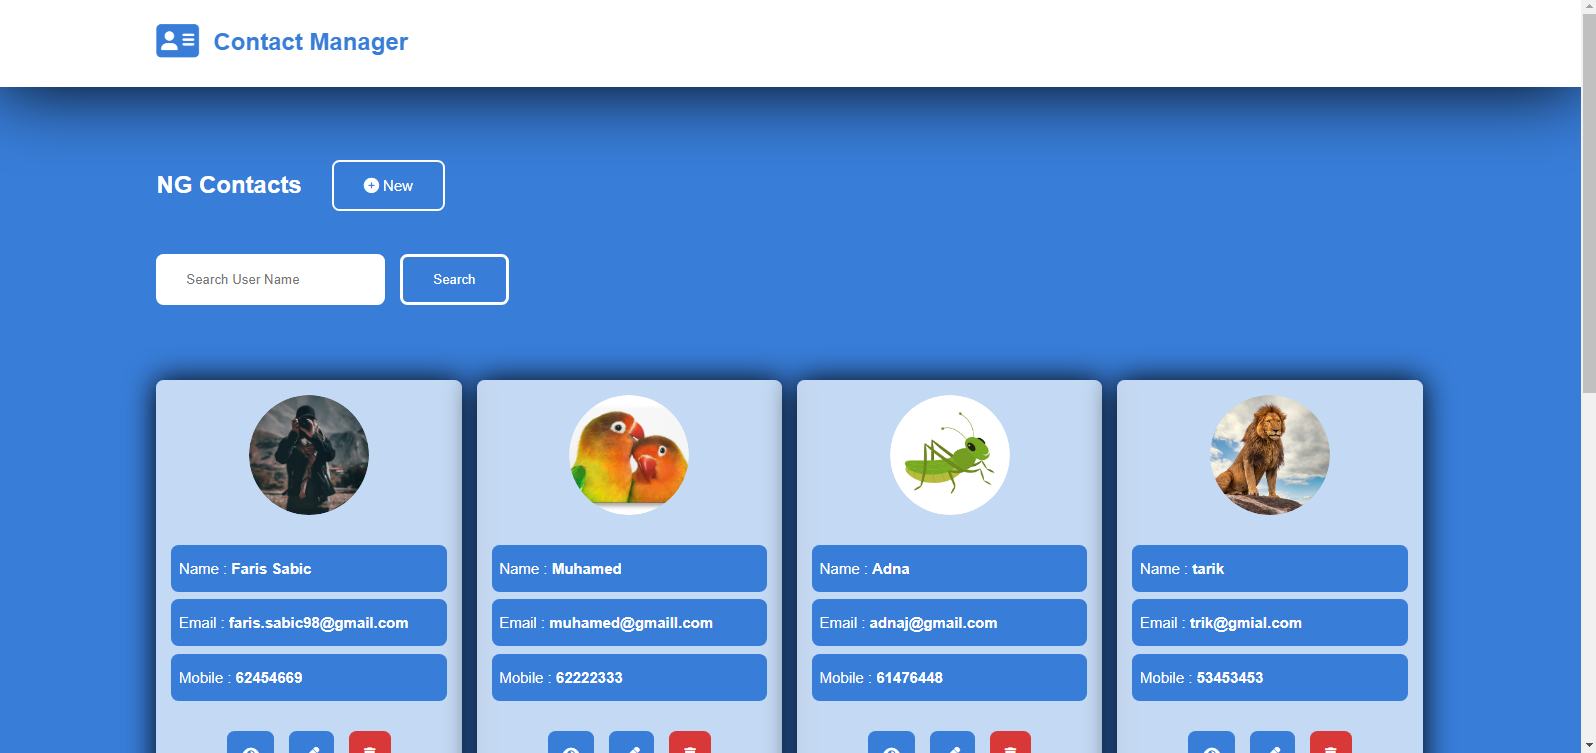 Contact Manager
NG Contacts
New
Search User Name
Search
Name : Faris Sabic
Email : faris.sabic98@gmail.com
Mobile : 62454669
Name : Muhamed
Email : muhamed@gmaill.com
Mobile : 62222333
Name : Adna
Email : adnaj@gmail.com
Mobile : 61476448
Name : tarik
Email : trik@gmial.com
Mobile : 53453453